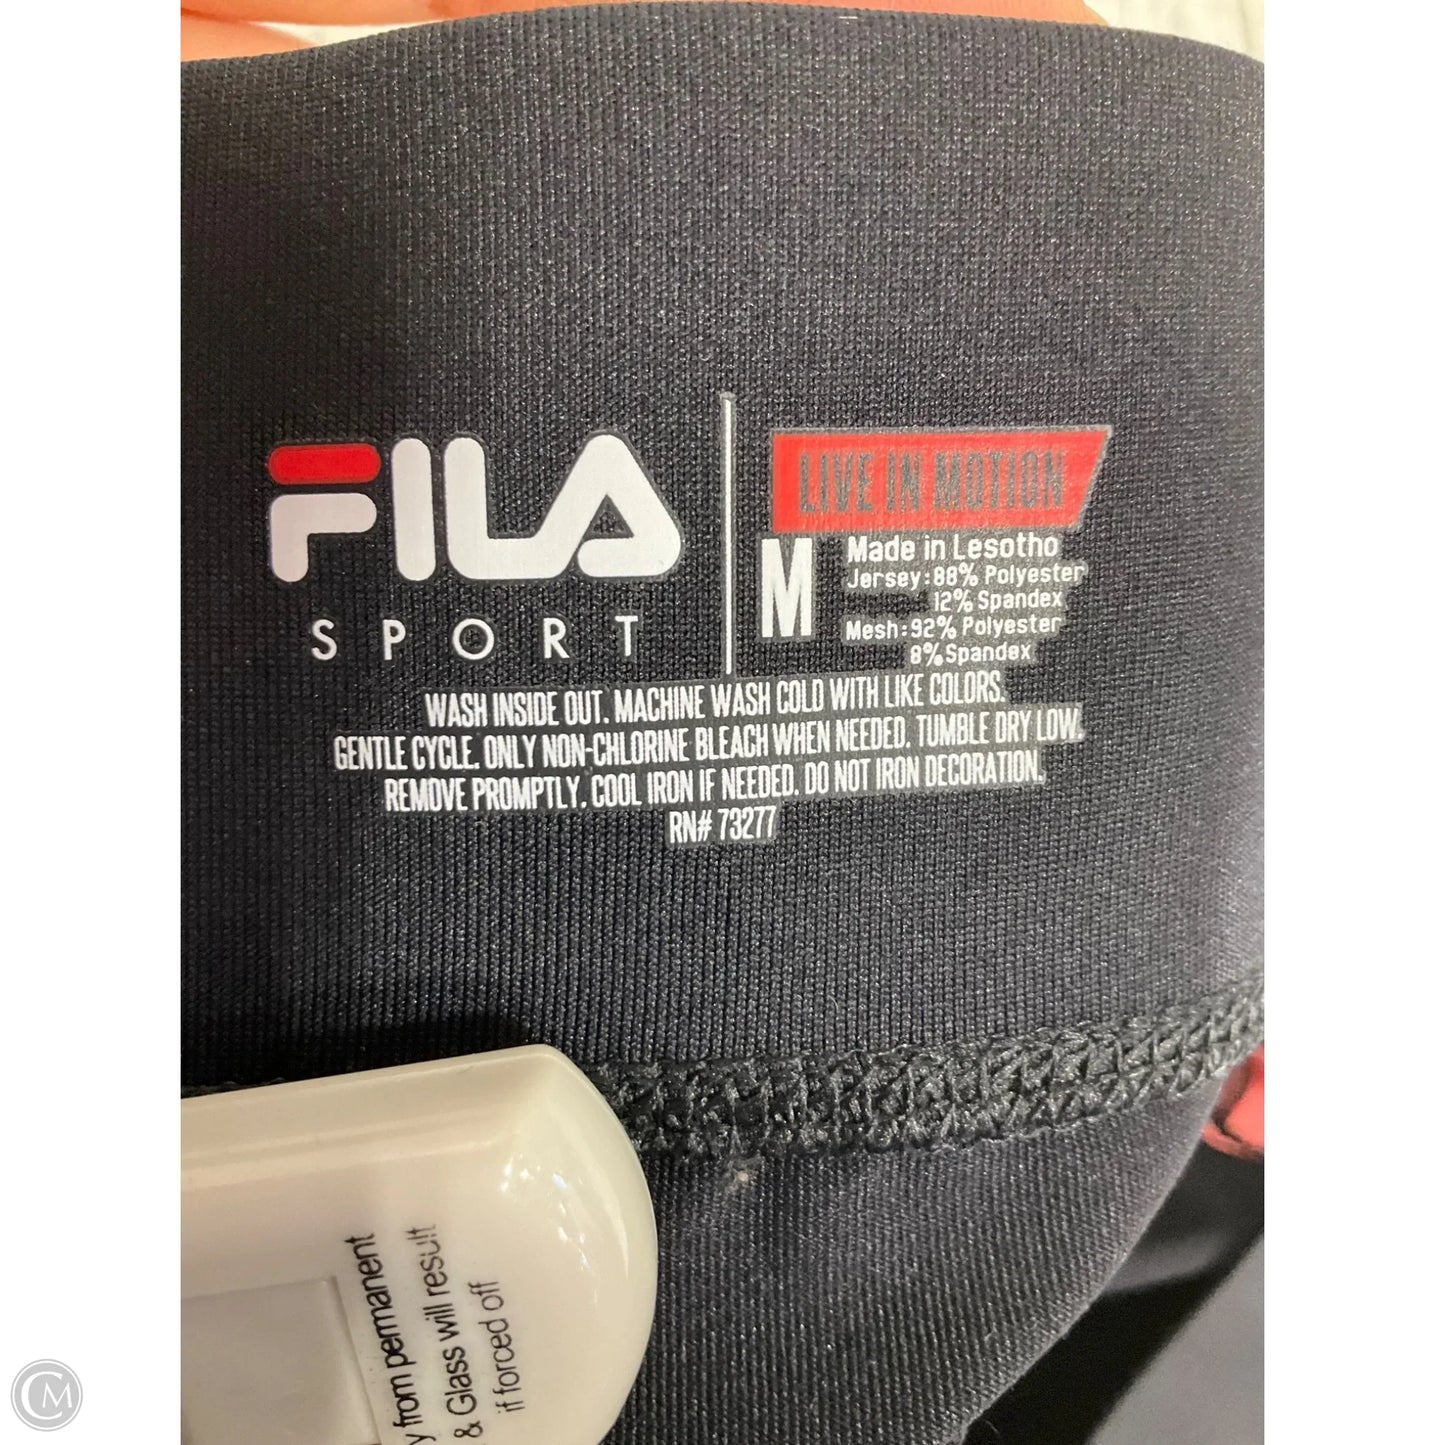 FILA
SPORT
LIVE IN MOTION
M
Made in Lesotho
Jersey:88% Polyester
12% Spandex
Mesh:92% Polyester
8% Spandex
WASH INSIDE OUT. MACHINE WASH COLD WITH LIKE COLORS.
GENTLE CYCLE. ONLY NON-CHLORINE BLEACH WHEN NEEDED. TUMBLE DRY LOW.
REMOVE PROMPTLY. COOL IRON IF NEEDED. DO NOT IRON DECORATION.
RN# 73277
from permanent
& Glass will result
if forced off
CM